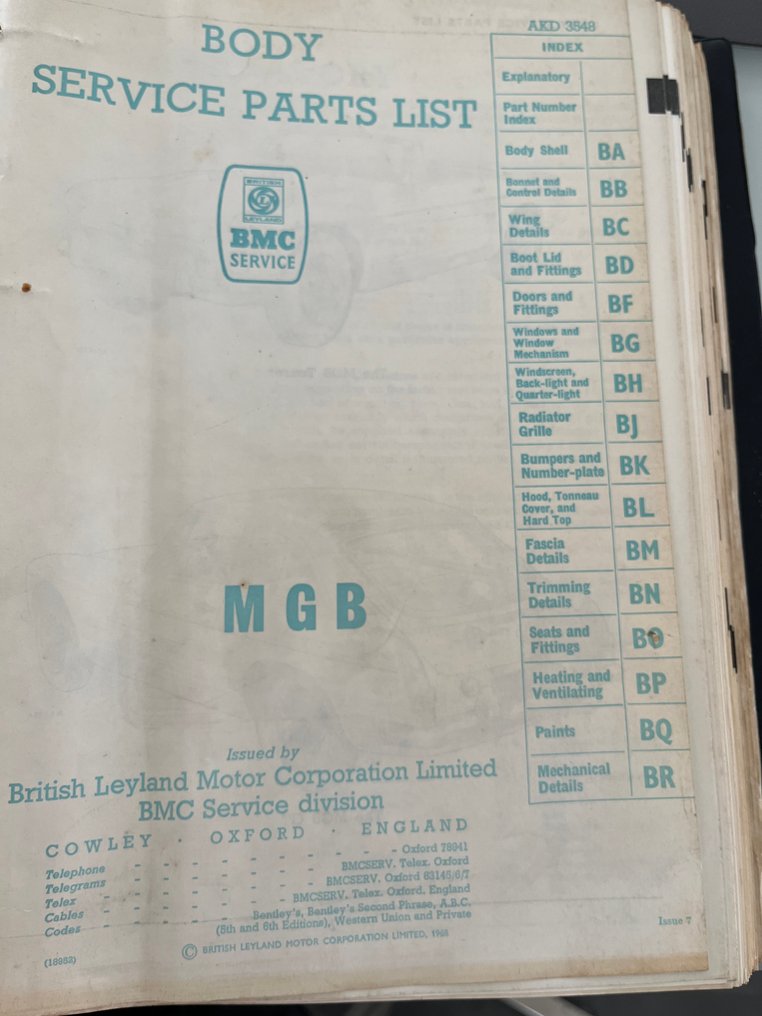 AKD 3548
BODY
SERVICE PARTS LIST
BRITISH
L
LEYLAND
BMC
SERVICE
INDEX
Explanatory
Part Number
Index
Body Shell BA
Bonnet and
Control Details BB
Wing
Details BC
Boot Lid
and Fittings BD
Doors and
Fittings BF
Windows and
Window
Mechanism BG
Windscreen,
Back-light and
Quarter-light BH
Radiator
Grille BJ
Bumpers and
Number-plate BK
Hood, Tonneau
Cover, and
Hard Top BL
Fascia
Details BM
Trimming
Details BN
Seats and
Fittings BO
Heating and
Ventilating BP
Paints BQ
Mechanical
Details BR
MGB
Issued by
British Leyland Motor Corporation Limited
BMC Service division
COWLEY · OXFORD · ENGLAND
Telephone - - - - - - - - Oxford 78941
Telegrams - - - - - - BMCSERV. Telex. Oxford
Telex - - - - - - BMCSERV. Oxford 83145/6/7
Cables - - - - - BMCSERV. Telex. Oxford. England
Codes - - - - Bentley's, Bentley's Second Phrase, A.B.C.
(5th and 6th Editions), Western Union and Private
© BRITISH LEYLAND MOTOR CORPORATION LIMITED, 1968
Issue 7